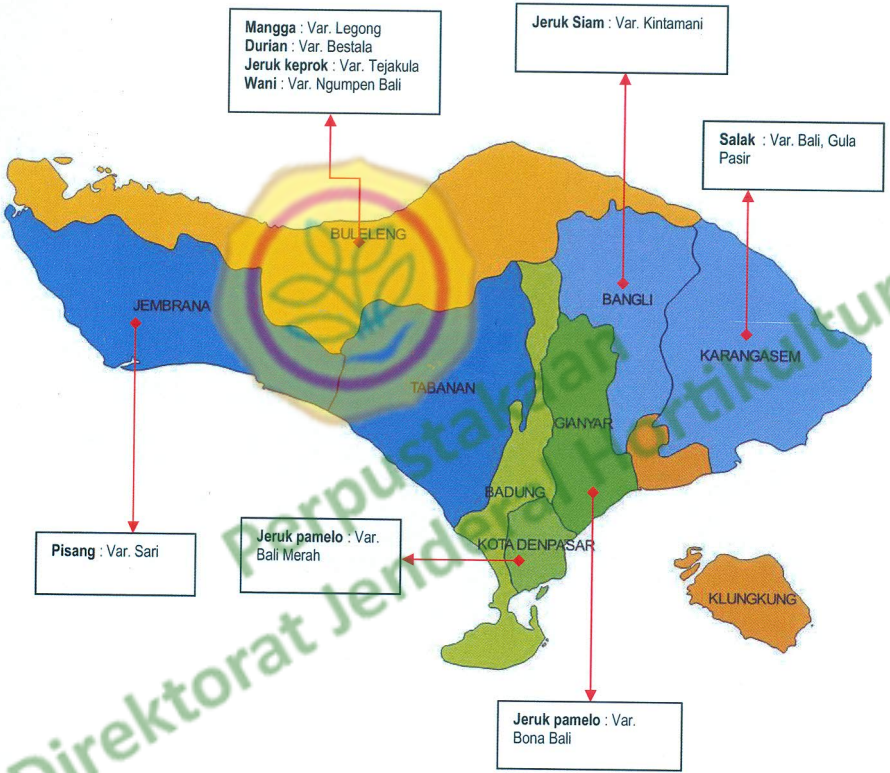 Mangga : Var. Legong
Durian : Var. Bestala
Jeruk keprok : Var. Tejakula
Wani : Var. Ngumpen Bali
Jeruk Siam : Var. Kintamani
Salak : Var. Bali, Gula
Pasir
BULELENG
JEMBRANA
BANGLI
KARANGASEM
TABANAN
GIANYAR
BADUNG
KOTA DENPASAR
KLUNGKUNG
Pisang : Var. Sari
Jeruk pamelo : Var.
Bali Merah
Jeruk pamelo : Var.
Bona Bali
Perpustakaan
Direktorat Jenderal Hortikultur